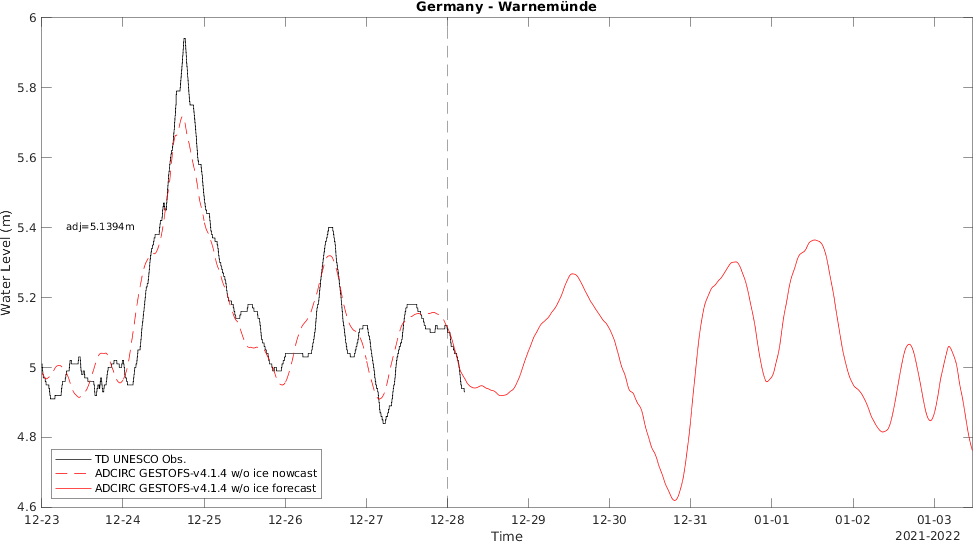 Germany - Warnemünde
6
5.8
5.6
5.4
5.2
5
4.8
4.6
Water Level (m)
adj=5.1394m
TD UNESCO Obs.
ADCIRC GESTOFS-v4.1.4 w/o ice nowcast
ADCIRC GESTOFS-v4.1.4 w/o ice forecast
12-23 12-24 12-25 12-26 12-27 12-28 12-29 12-30 12-31 01-01 01-02 01-03
Time
2021-2022